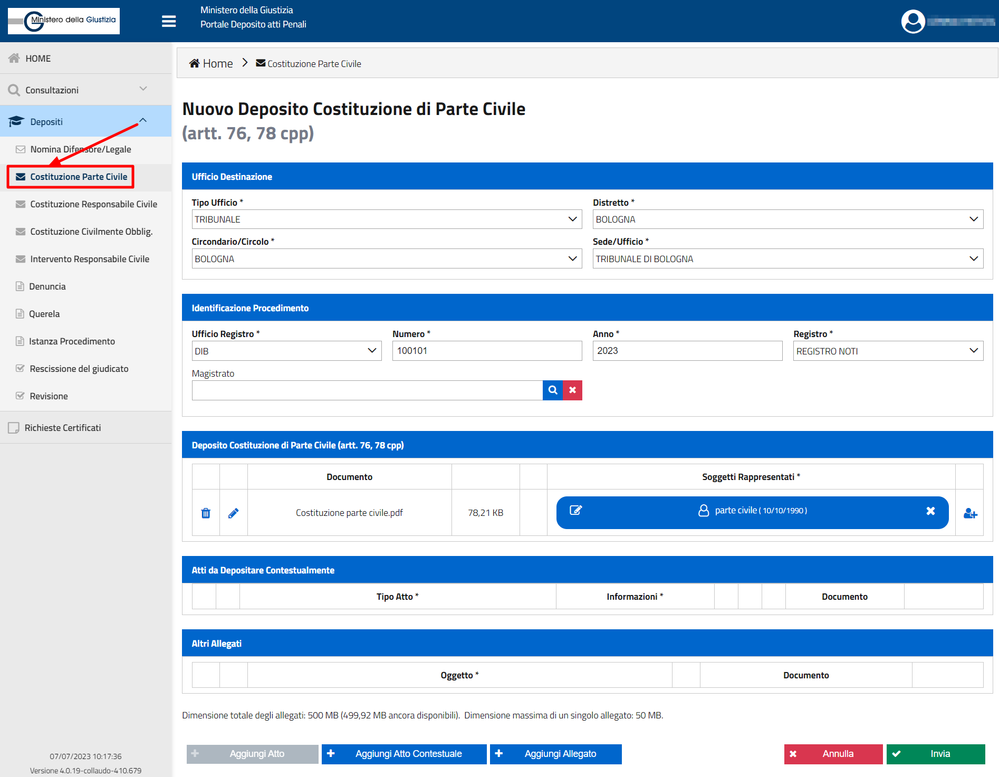 Ministero della Giustizia
Ministero della Giustizia
Portale Deposito atti Penali
HOME
Consultazioni
Depositi
Nomina Difensore/Legale
Costituzione Parte Civile
Costituzione Responsabile Civile
Costituzione Civilmente Obblig.
Intervento Responsabile Civile
Denuncia
Querela
Istanza Procedimento
Rescissione del giudicato
Revisione
Richieste Certificati
07/07/2023 10:17:36
Versione 4.0.19-collaudo-410.679
Home > Costituzione Parte Civile
Nuovo Deposito Costituzione di Parte Civile
(artt. 76, 78 cpp)
Ufficio Destinazione
Tipo Ufficio * Distretto *
TRIBUNALE BOLOGNA
Circondario/Circolo * Sede/Ufficio *
BOLOGNA TRIBUNALE DI BOLOGNA
Identificazione Procedimento
Ufficio Registro * Numero * Anno * Registro *
DIB 100101 2023 REGISTRO NOTI
Magistrato
Deposito Costituzione di Parte Civile (artt. 76, 78 cpp)
Documento Soggetti Rappresentati *
Costituzione parte civile.pdf 78,21 KB parte civile ( 10/10/1990 )
Atti da Depositare Contestualmente
Tipo Atto * Informazioni * Documento
Altri Allegati
Oggetto * Documento
Dimensione totale degli allegati: 500 MB (499,92 MB ancora disponibili). Dimensione massima di un singolo allegato: 50 MB.
Aggiungi Atto Aggiungi Atto Contestuale Aggiungi Allegato Annulla Invia